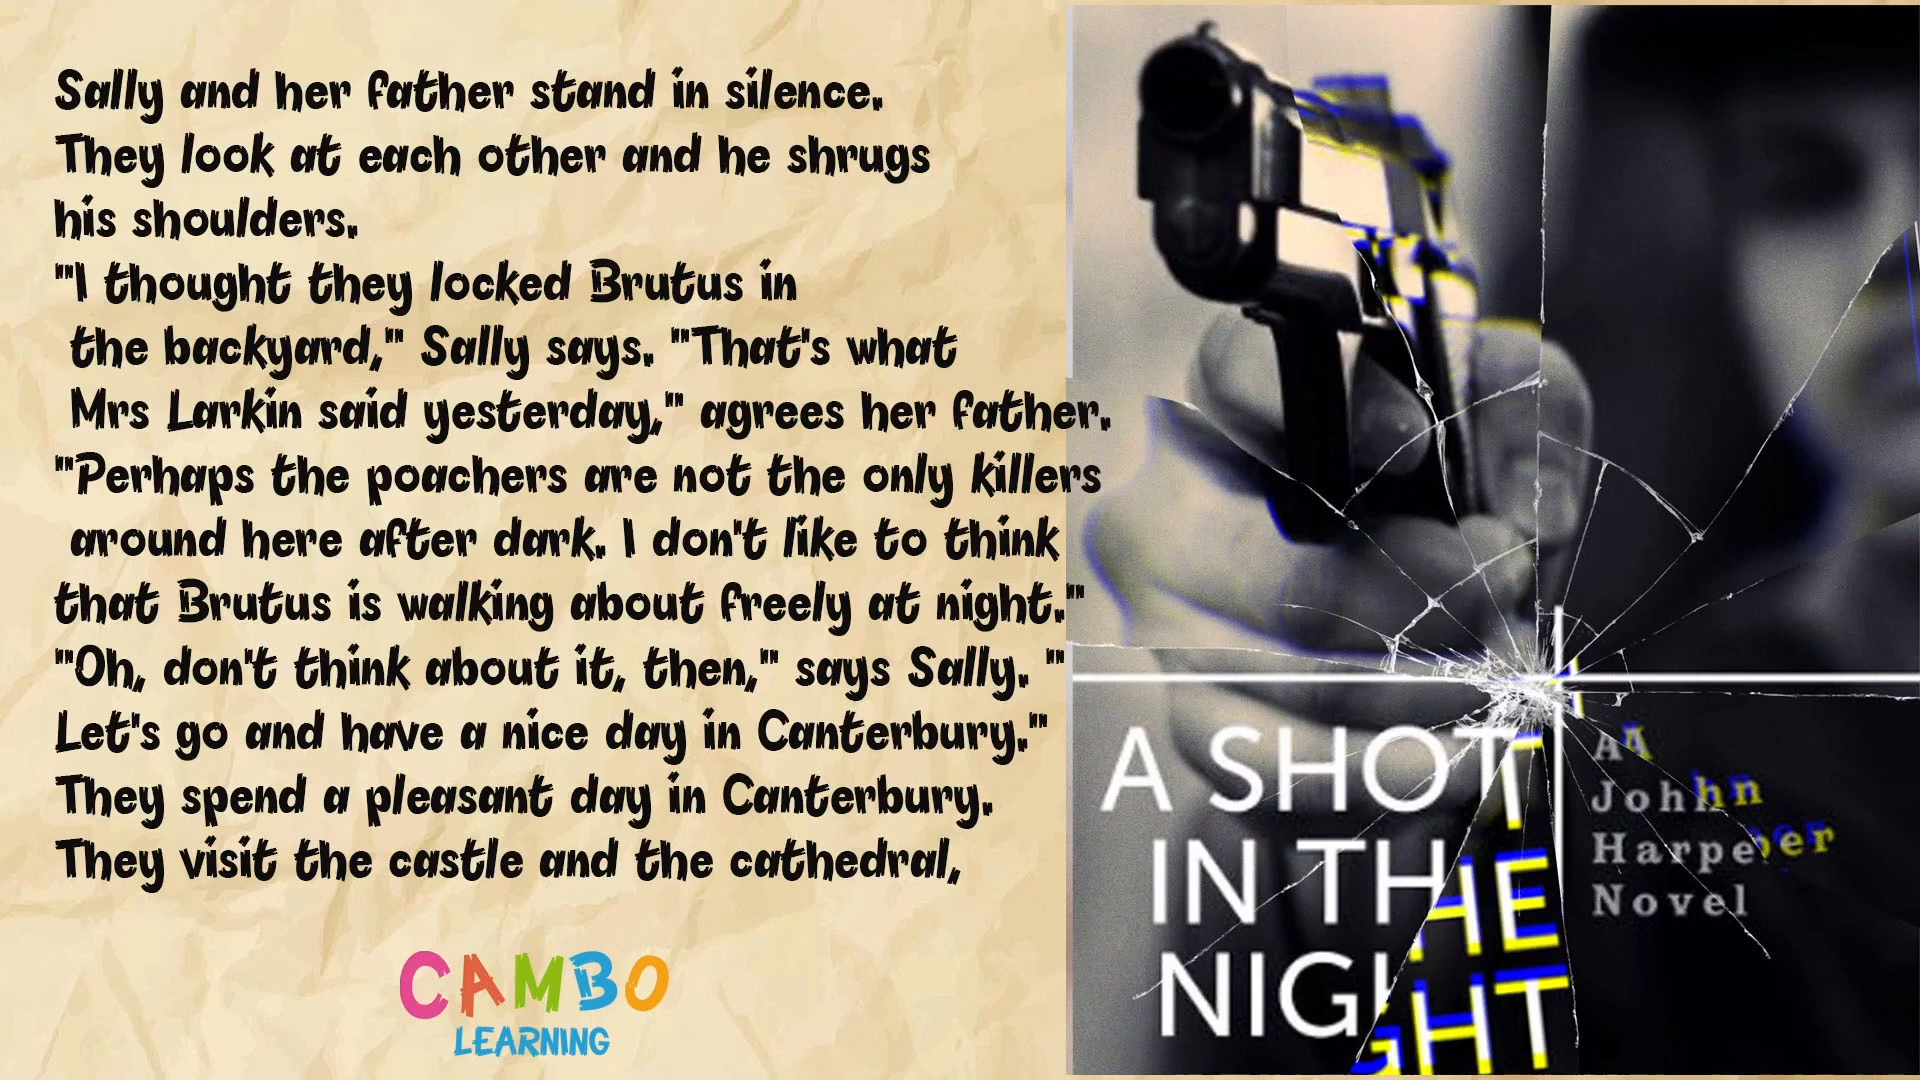 Sally and her father stand in silence.
They look at each other and he shrugs
his shoulders.
"I thought they locked Brutus in
the backyard," Sally says. "That's what
Mrs Larkin said yesterday," agrees her father.
"Perhaps the poachers are not the only killers
around here after dark. I don't like to think
that Brutus is walking about freely at night."
"Oh, don't think about it, then," says Sally. "
Let's go and have a nice day in Canterbury."
They spend a pleasant day in Canterbury.
They visit the castle and the cathedral,
CAMBO
LEARNING
A SHOT
IN THE
NIGHT
A
John
Harper
Novel